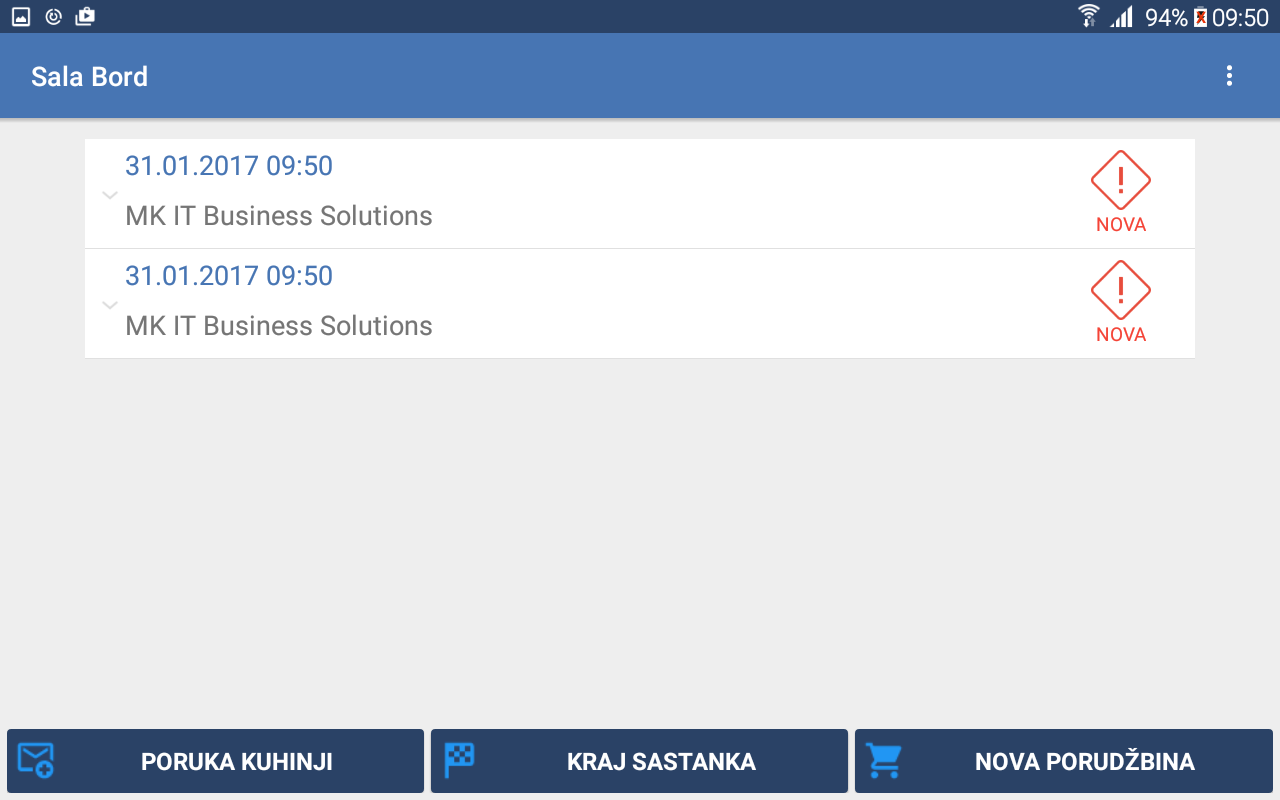 94% 09:50
Sala Bord
31.01.2017 09:50
MK IT Business Solutions
NOVA
31.01.2017 09:50
MK IT Business Solutions
NOVA
PORUKA KUHINJI
KRAJ SASTANKA
NOVA PORUDŽBINA